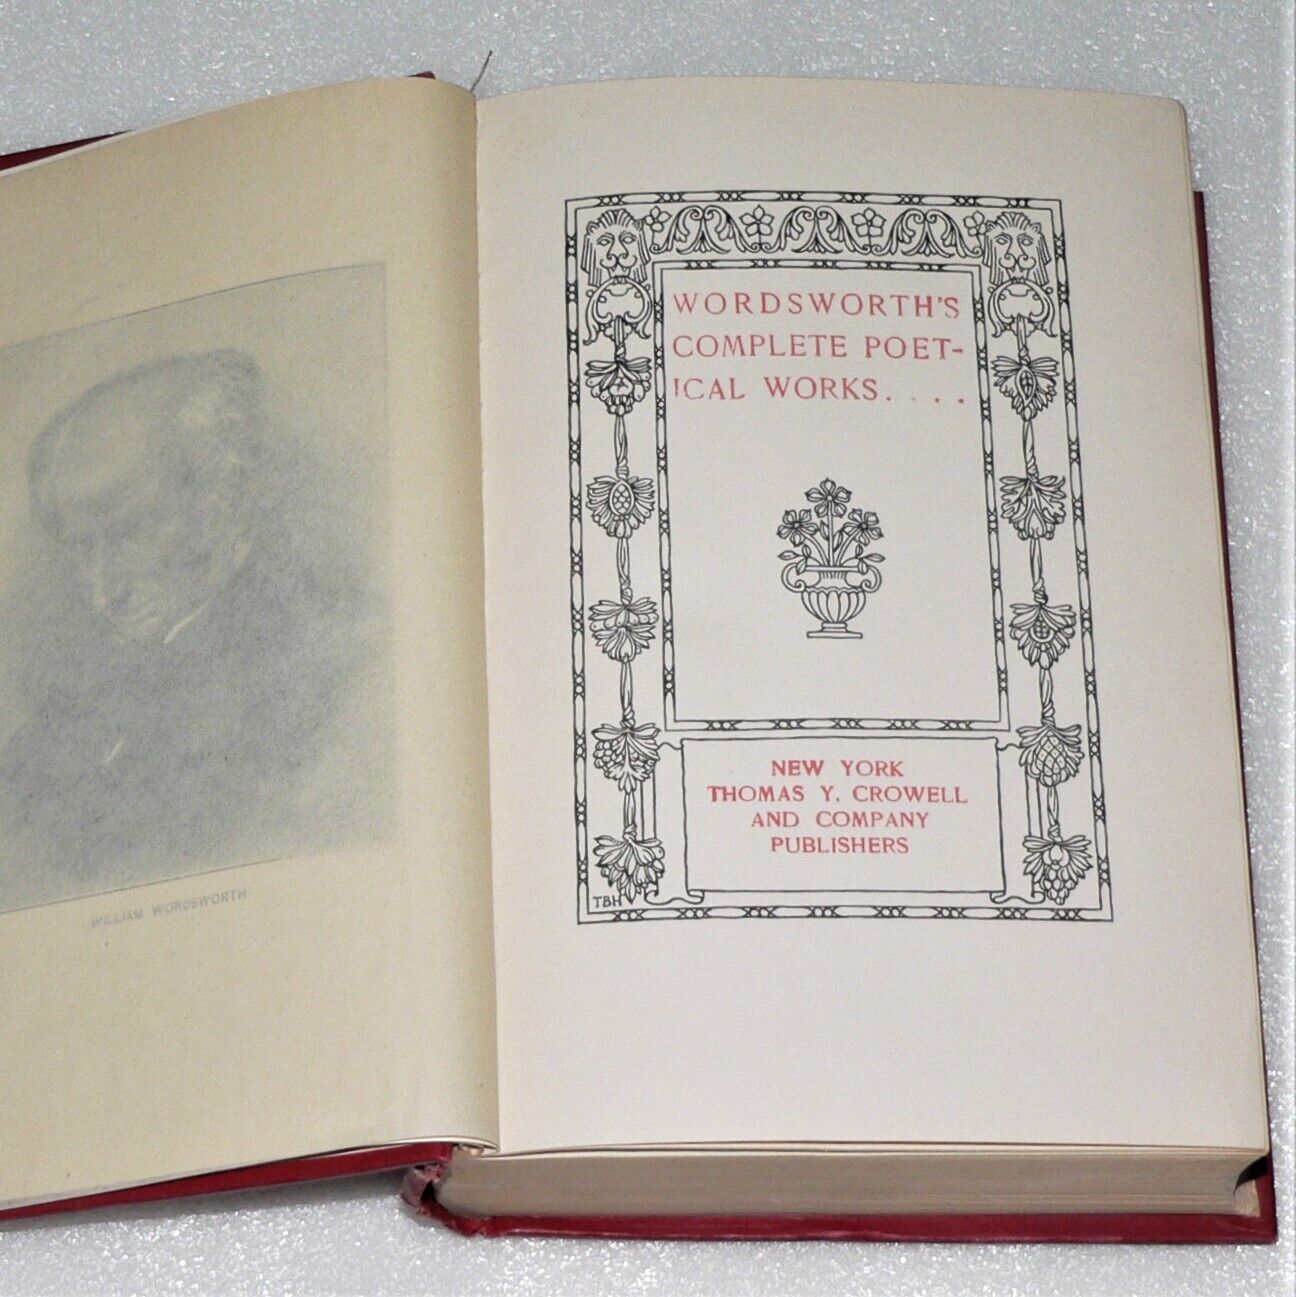 WILLIAM WORDSWORTH
WORDSWORTH'S
COMPLETE POET-
ICAL WORKS. . . .
NEW YORK
THOMAS Y. CROWELL
AND COMPANY
PUBLISHERS
TBH